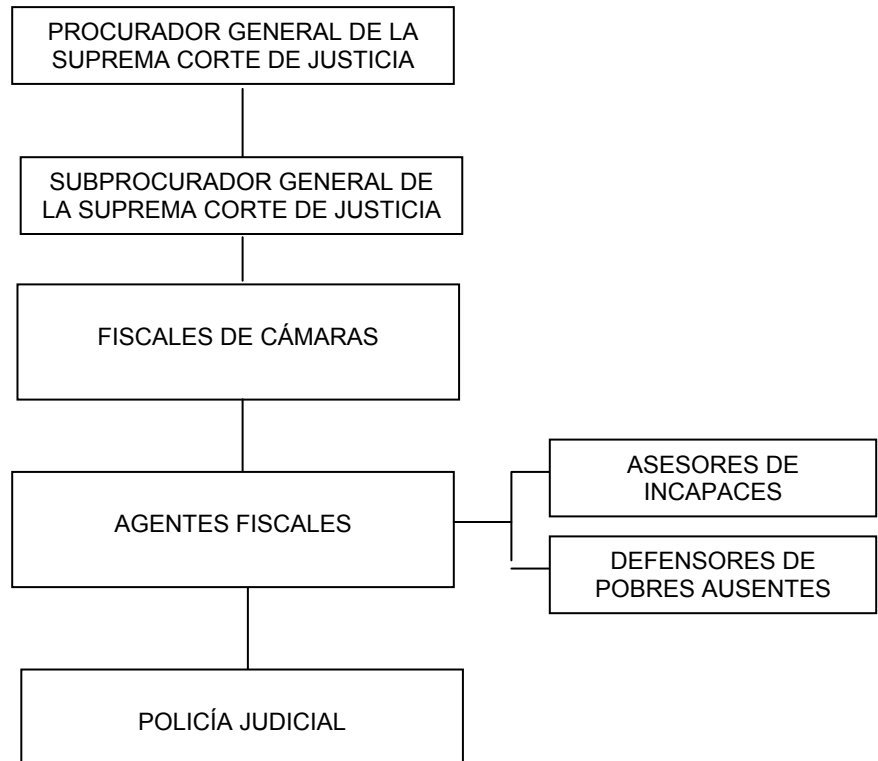 PROCURADOR GENERAL DE LA
SUPREMA CORTE DE JUSTICIA
SUBPROCURADOR GENERAL DE
LA SUPREMA CORTE DE JUSTICIA
FISCALES DE CÁMARAS
AGENTES FISCALES
ASESORES DE
INCAPACES
DEFENSORES DE
POBRES AUSENTES
POLICÍA JUDICIAL